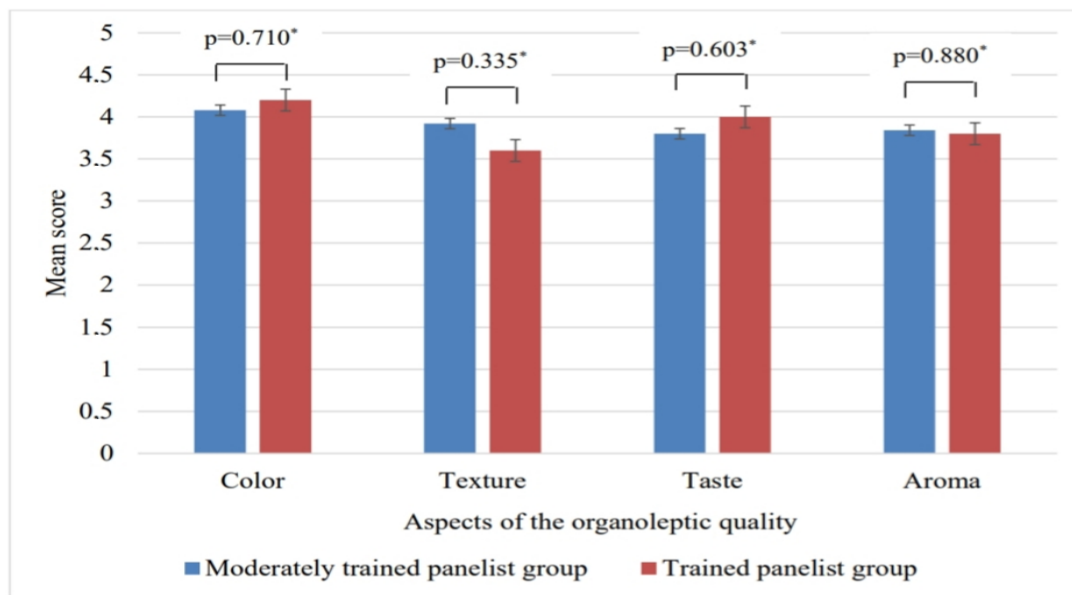 p=0.710*
p=0.335*
p=0.603*
p=0.880*
5
4.5
4
3.5
3
2.5
2
1.5
1
0.5
0
Mean score
Color Texture Taste Aroma
Aspects of the organoleptic quality
Moderately trained panelist group Trained panelist group